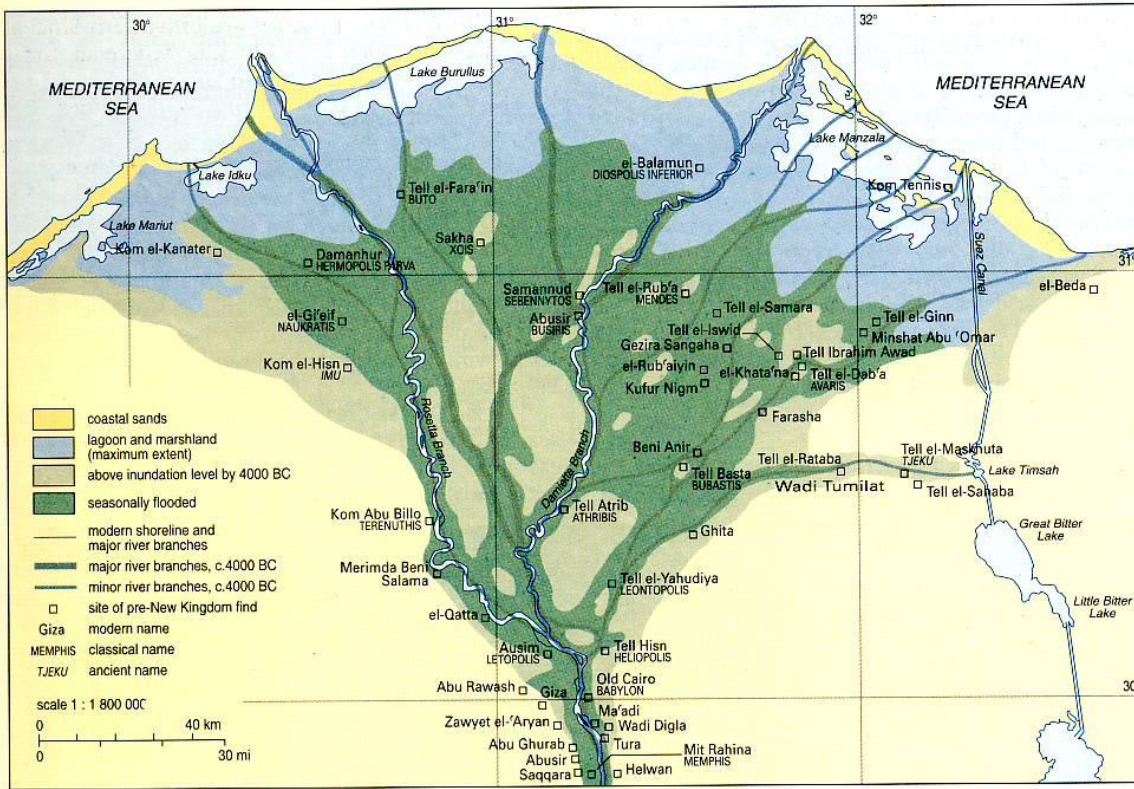 30°
31°
32°
MEDITERRANEAN
SEA
Lake Burullus
MEDITERRANEAN
SEA
Lake Manzala
Lake Idku
el-Balamun
DIOSPOLIS INFERIOR
Kom Tennis
Tell el-Fara'in
BUTO
Lake Mariut
Kom el-Kanater
Sakha
XOIS
Damanhur
HERMOPOLIS PARVA
Suez Canal
31°
Samannud
SEBENNYTOS
Tell el-Rub'a
MENDES
el-Beda
el-Gi'eif
NAUKRATIS
Abusir
BUSIRIS
Tell el-Samara
Tell el-Ginn
Tell el-Iswid
Minshat Abu 'Omar
Gezira Sangaha
Tell Ibrahim Awad
Kom el-Hisn
IMU
el-Rub'aiyin
el-Khata'na
Tell el-Dab'a
AVARIS
Kufur Nigm
Rosetta Branch
Farasha
coastal sands
lagoon and marshland
(maximum extent)
above inundation level by 4000 BC
seasonally flooded
modern shoreline and
major river branches
major river branches, c.4000 BC
minor river branches, c.4000 BC
site of pre-New Kingdom find
Giza modern name
MEMPHIS classical name
TJEKU ancient name
scale 1 : 1 800 000
0 40 km
0 30 mi
Damietta Branch
Beni Anir
Tell Basta
BUBASTIS
Tell el-Rataba
Tell el-Maskhuta
TJEKU
Lake Timsah
Wadi Tumilat
Tell el-Sahaba
Kom Abu Billo
TERENUTHIS
Tell Atrib
ATHRIBIS
Ghita
Great Bitter
Lake
Merimda Beni
Salama
Tell el-Yahudiya
LEONTOPOLIS
Little Bitter
Lake
el-Qatta
Ausim
LETOPOLIS
Tell Hisn
HELIOPOLIS
Abu Rawash
Giza
Old Cairo
BABYLON
30
Zawyet el-'Aryan
Ma'adi
Wadi Digla
Abu Ghurab
Tura
Abusir
Mit Rahina
MEMPHIS
Saqqara
Helwan